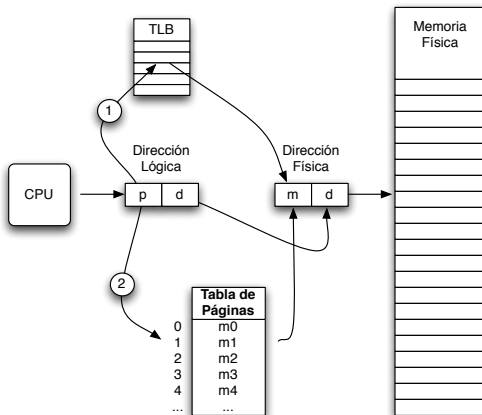 TLB
Memoria
Física
1
Dirección
Lógica
Dirección
Física
CPU
p d
m d
2
Tabla de
Páginas
0 m0
1 m1
2 m2
3 m3
4 m4
... ...